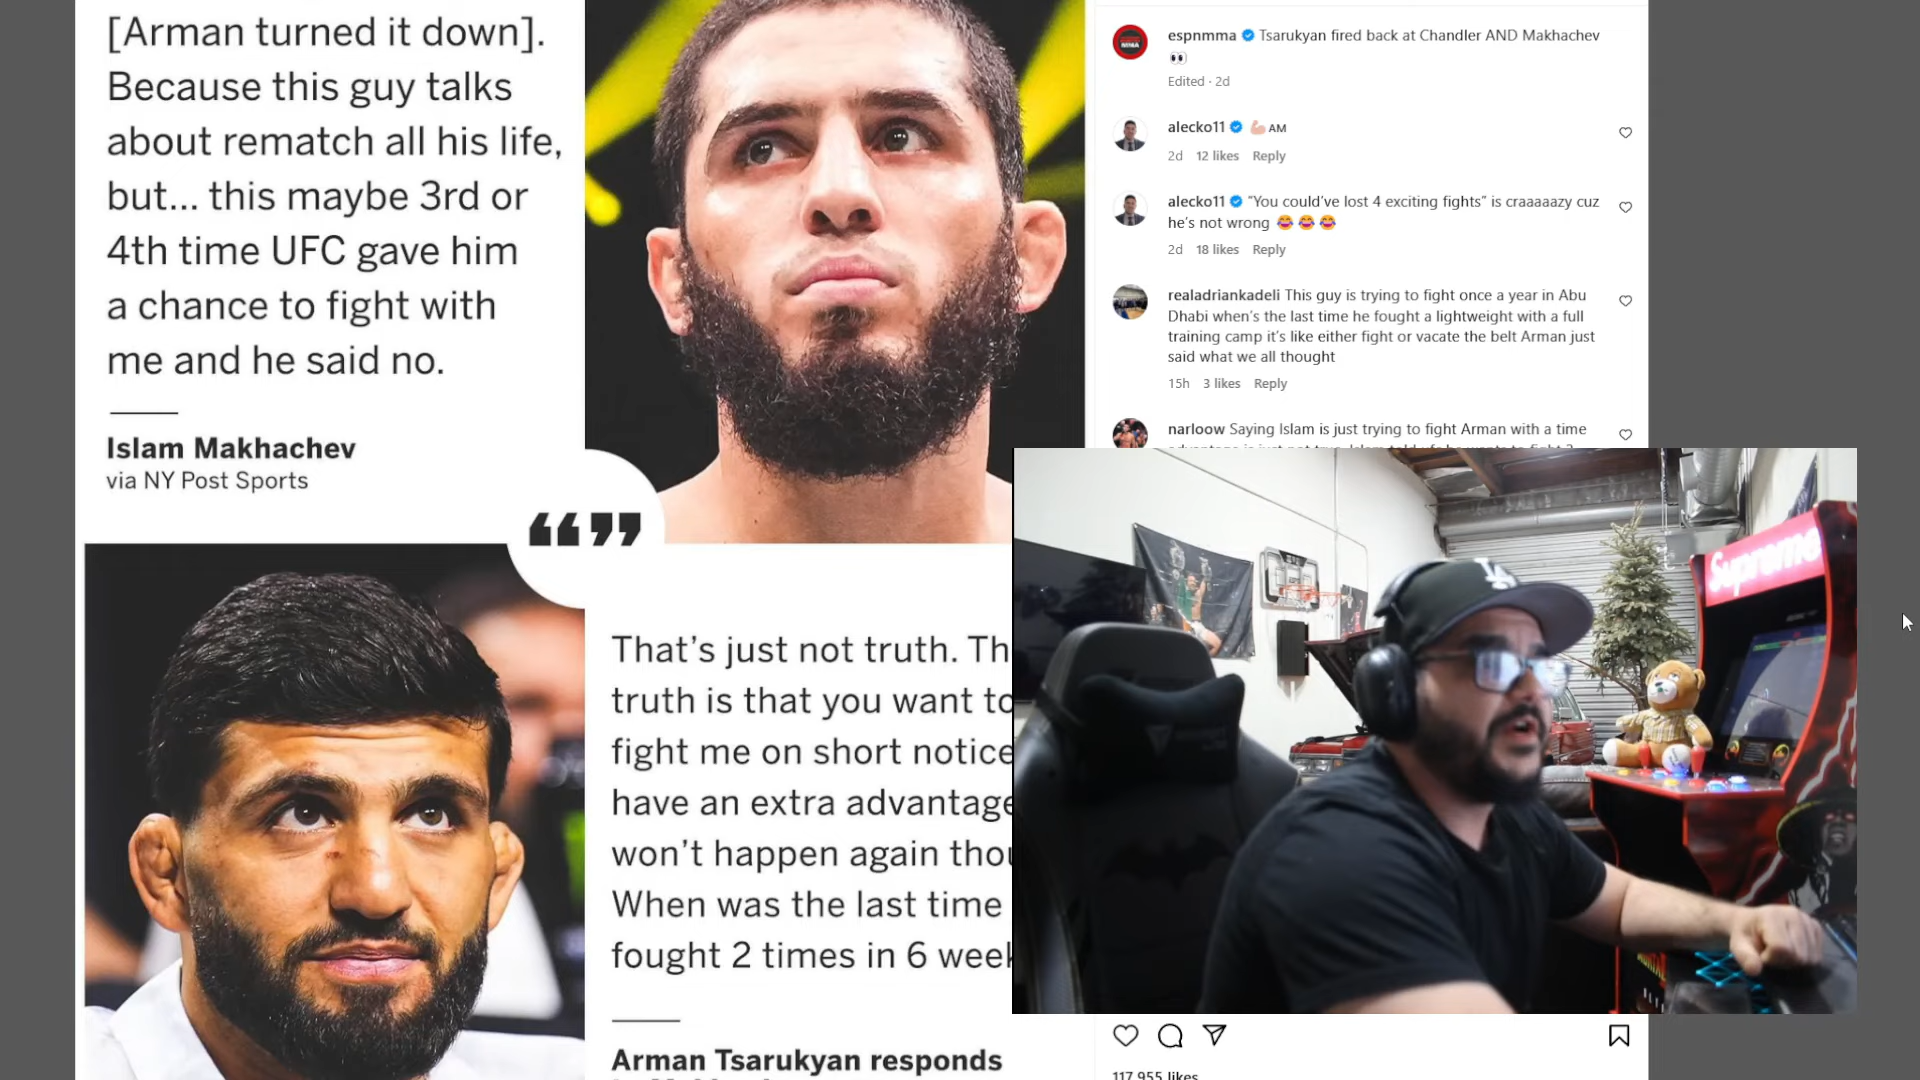 [Arman turned it down].
Because this guy talks
about rematch all his life,
but... this maybe 3rd or
4th time UFC gave him
a chance to fight with
me and he said no.
Islam Makhachev
via NY Post Sports
“ ”
That's just not truth. Th
truth is that you want to
fight me on short notice
have an extra advantage
won't happen again thou
When was the last time
fought 2 times in 6 week
Arman Tsarukyan responds
espnmma Tsarukyan fired back at Chandler AND Makhachev
👀
Edited · 2d
alecko11 💪🏼 AM
2d 12 likes Reply
alecko11 "You could've lost 4 exciting fights" is craaaaazy cuz
he's not wrong 😂 😂 😂
2d 18 likes Reply
realadriankadeli This guy is trying to fight once a year in Abu
Dhabi when's the last time he fought a lightweight with a full
training camp it's like either fight or vacate the belt Arman just
said what we all thought
15h 3 likes Reply
narloow Saying Islam is just trying to fight Arman with a time
MMA
LA
Supreme
117,955 likes